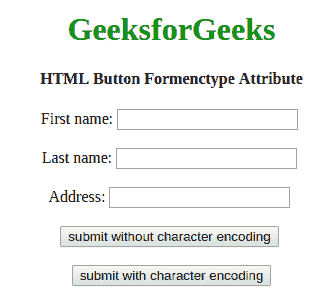 GeeksforGeeks
HTML Button Formenctype Attribute
First name:
Last name:
Address:
submit without character encoding
submit with character encoding